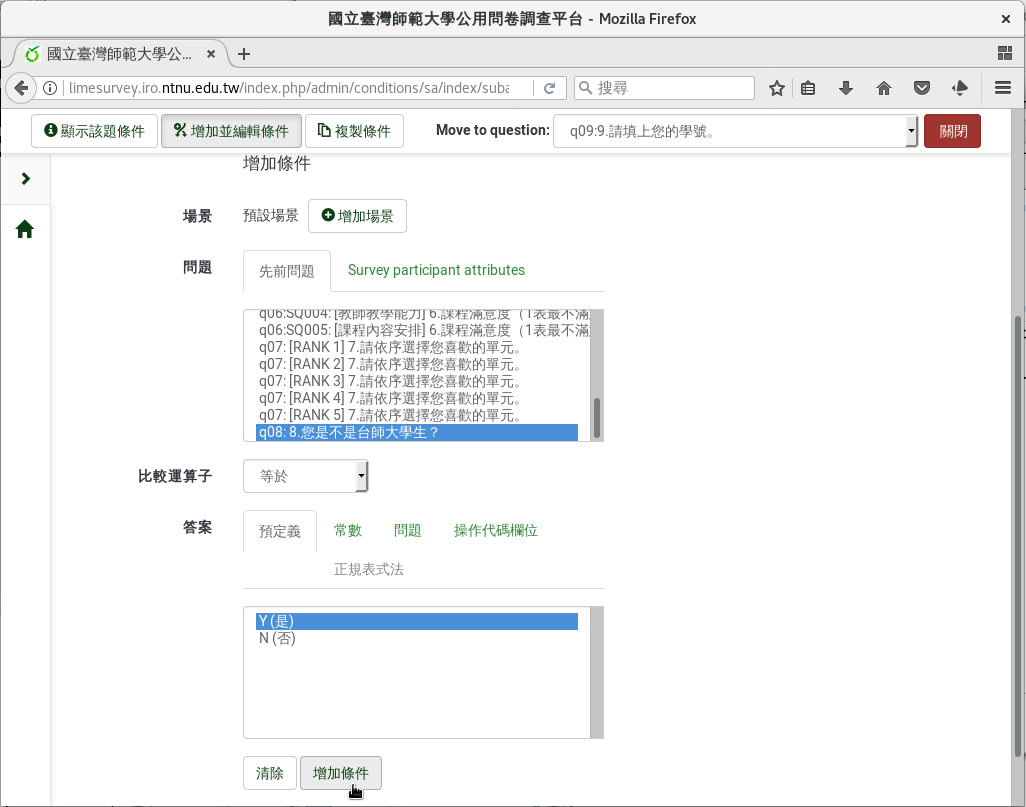 國立臺灣師範大學公用問卷調查平台 - Mozilla Firefox
國立臺灣師範大學公...
limesurvey.iro.ntnu.edu.tw/index.php/admin/conditions/sa/index/suba
搜尋
顯示該題條件
增加並編輯條件
複製條件
Move to question:
q09:9.請填上您的學號。
關閉
增加條件
場景
預設場景
增加場景
問題
先前問題
Survey participant attributes
q06:SQ004: [教師教學能力] 6.課程滿意度（1表最不滿
q06:SQ005: [課程內容安排] 6.課程滿意度（1表最不滿
q07: [RANK 1] 7.請依序選擇您喜歡的單元。
q07: [RANK 2] 7.請依序選擇您喜歡的單元。
q07: [RANK 3] 7.請依序選擇您喜歡的單元。
q07: [RANK 4] 7.請依序選擇您喜歡的單元。
q07: [RANK 5] 7.請依序選擇您喜歡的單元。
q08: 8.您是不是台師大學生？
比較運算子
等於
答案
預定義
常數
問題
操作代碼欄位
正規表式法
Y (是)
N (否)
清除
增加條件